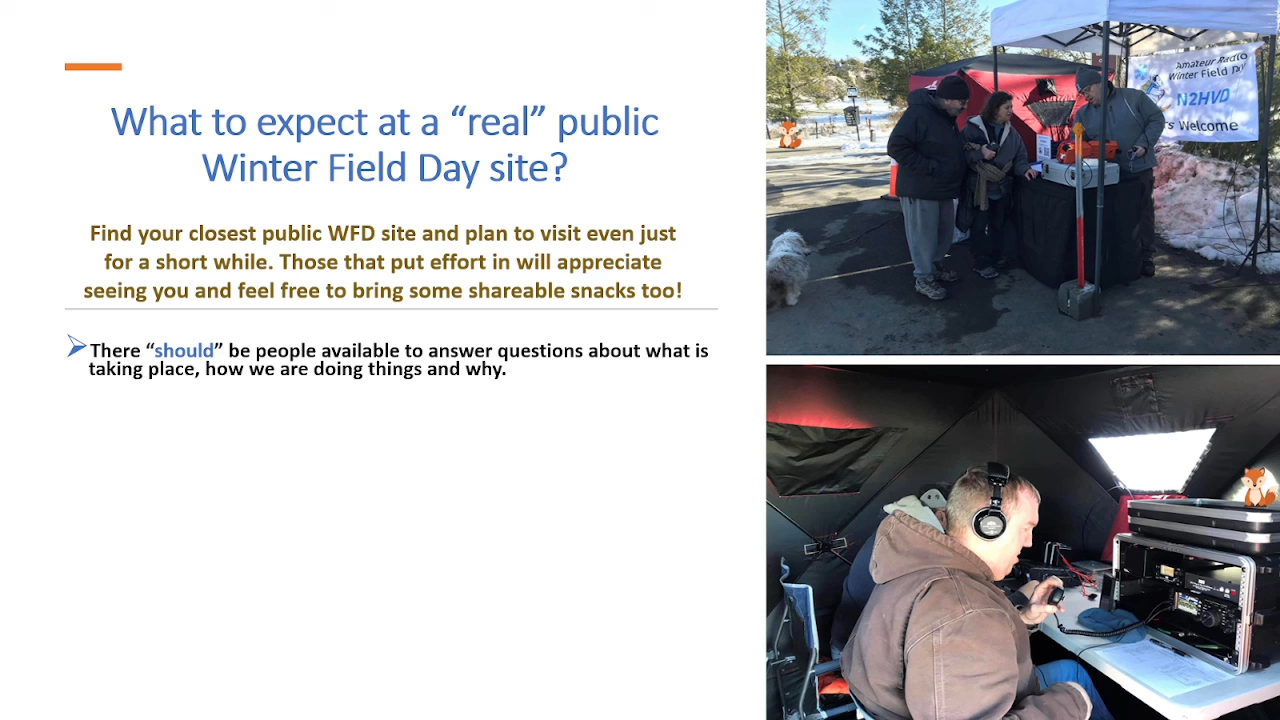 What to expect at a “real” public
Winter Field Day site?
Find your closest public WFD site and plan to visit even just
for a short while. Those that put effort in will appreciate
seeing you and feel free to bring some shareable snacks too!
There “should” be people available to answer questions about what is
taking place, how we are doing things and why.
Amateur Radio
Winter Field Day
N2HVD
Welcome